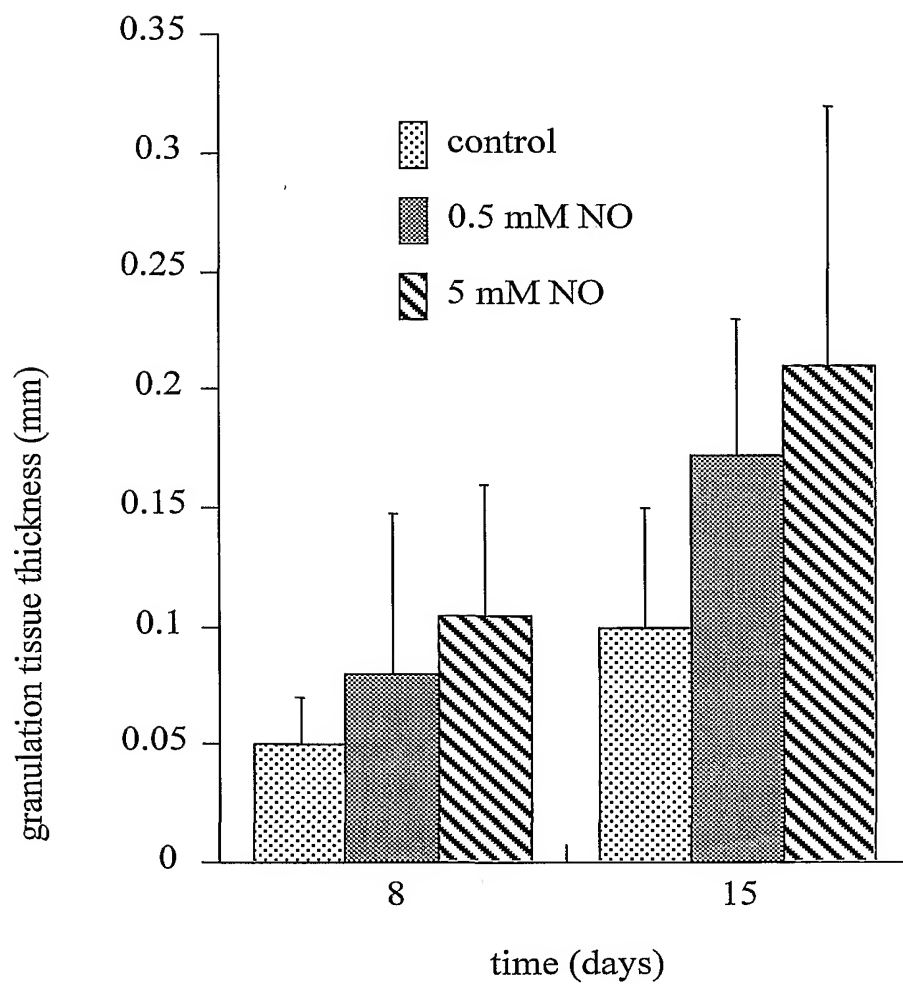 0.35
0.3
0.25
0.2
0.15
0.1
0.05
0
granulation tissue thickness (mm)
control
0.5 mM NO
5 mM NO
8
15
time (days)